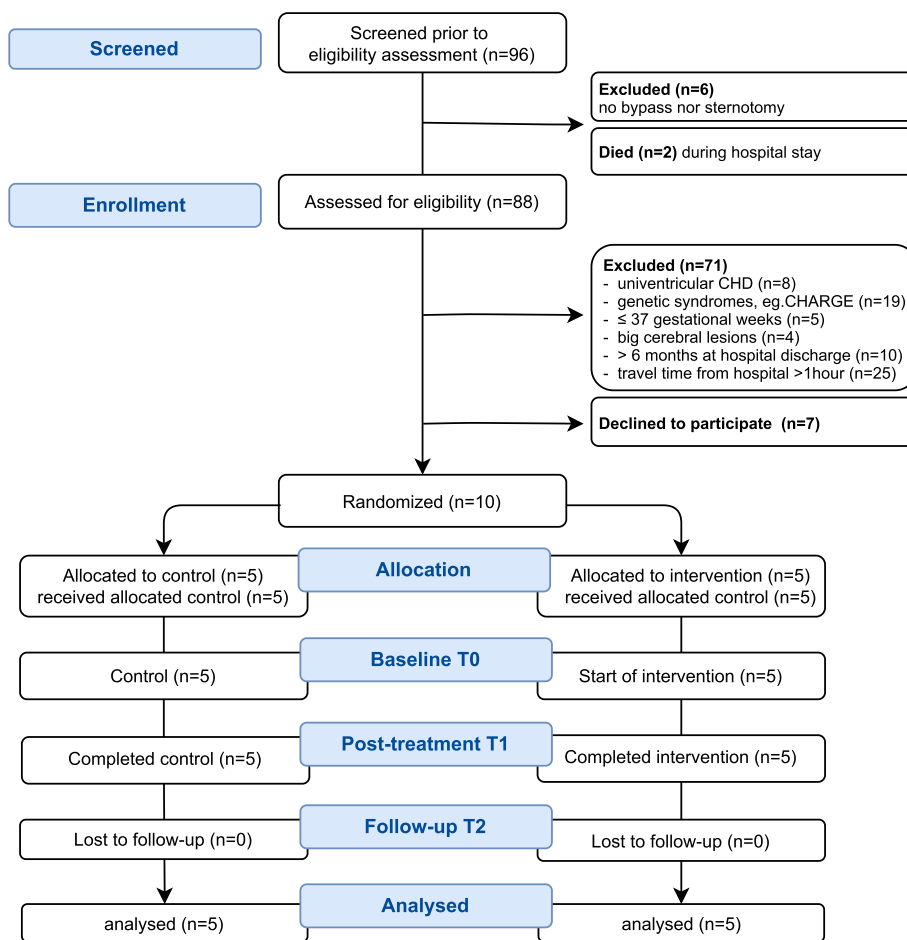 Screened
Screened prior to
eligibility assessment (n=96)
Excluded (n=6)
no bypass nor sternotomy
Died (n=2) during hospital stay
Enrollment
Assessed for eligibility (n=88)
Excluded (n=71)
- univentricular CHD (n=8)
- genetic syndromes, eg.CHARGE (n=19)
- ≤ 37 gestational weeks (n=5)
- big cerebral lesions (n=4)
- > 6 months at hospital discharge (n=10)
- travel time from hospital >1hour (n=25)
Declined to participate (n=7)
Randomized (n=10)
Allocation
Allocated to control (n=5)
received allocated control (n=5)
Allocated to intervention (n=5)
received allocated control (n=5)
Baseline T0
Control (n=5)
Start of intervention (n=5)
Post-treatment T1
Completed control (n=5)
Completed intervention (n=5)
Follow-up T2
Lost to follow-up (n=0)
Lost to follow-up (n=0)
Analysed
analysed (n=5)
analysed (n=5)